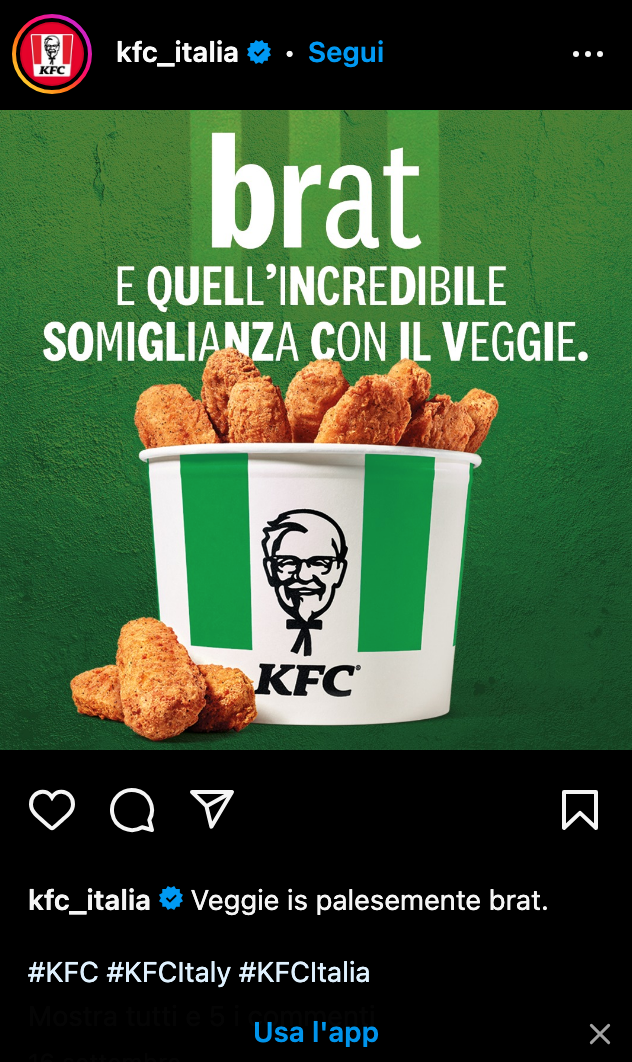 KFC
kfc_italia • Segui
brat
E QUELL'INCREDIBILE
SOMIGLIANZA CON IL VEGGIE.
KFC
kfc_italia Veggie is palesemente brat.
#KFC #KFCItaly #KFCItalia
Mostra tutti e 5 i commenti
Usa l'app